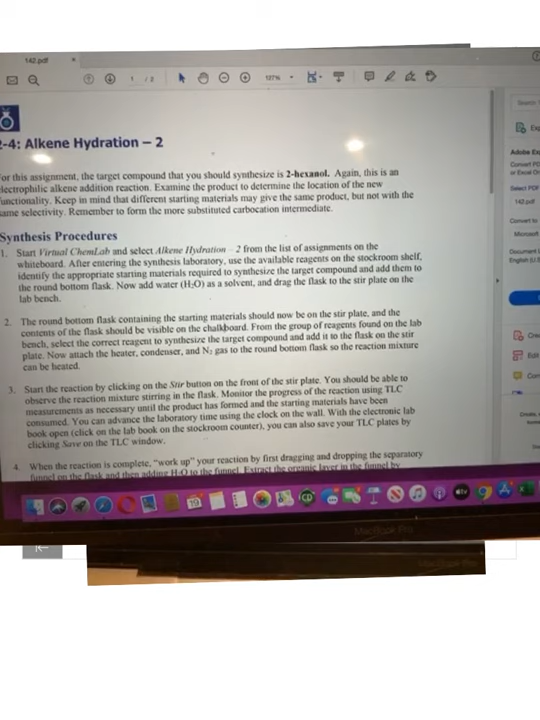 142.pdf
1 / 2
127%
2-4: Alkene Hydration – 2
For this assignment, the target compound that you should synthesize is 2-hexanol. Again, this is an
electrophilic alkene addition reaction. Examine the product to determine the location of the new
functionality. Keep in mind that different starting materials may give the same product, but not with the
same selectivity. Remember to form the more substituted carbocation intermediate.
Synthesis Procedures
1. Start Virtual ChemLab and select Alkene Hydration – 2 from the list of assignments on the
whiteboard. After entering the synthesis laboratory, use the available reagents on the stockroom shelf,
identify the appropriate starting materials required to synthesize the target compound and add them to
the round bottom flask. Now add water (H₂O) as a solvent, and drag the flask to the stir plate on the
lab bench.
2. The round bottom flask containing the starting materials should now be on the stir plate, and the
contents of the flask should be visible on the chalkboard. From the group of reagents found on the lab
bench, select the correct reagent to synthesize the target compound and add it to the flask on the stir
plate. Now attach the heater, condenser, and N₂ gas to the round bottom flask so the reaction mixture
can be heated.
3. Start the reaction by clicking on the Stir button on the front of the stir plate. You should be able to
observe the reaction mixture stirring in the flask. Monitor the progress of the reaction using TLC
measurements as necessary until the product has formed and the starting materials have been
consumed. You can advance the laboratory time using the clock on the wall. With the electronic lab
book open (click on the lab book on the stockroom counter), you can also save your TLC plates by
clicking Save on the TLC window.
4. When the reaction is complete, "work up" your reaction by first dragging and dropping the separatory
funnel on the flask and then adding H₂O to the funnel. Extract the organic layer in the funnel by
Search
Adobe
Convert
or Excel
Select PDF
142.pdf
Convert to
Microsoft
Document
English
Edit
MacBook Pro